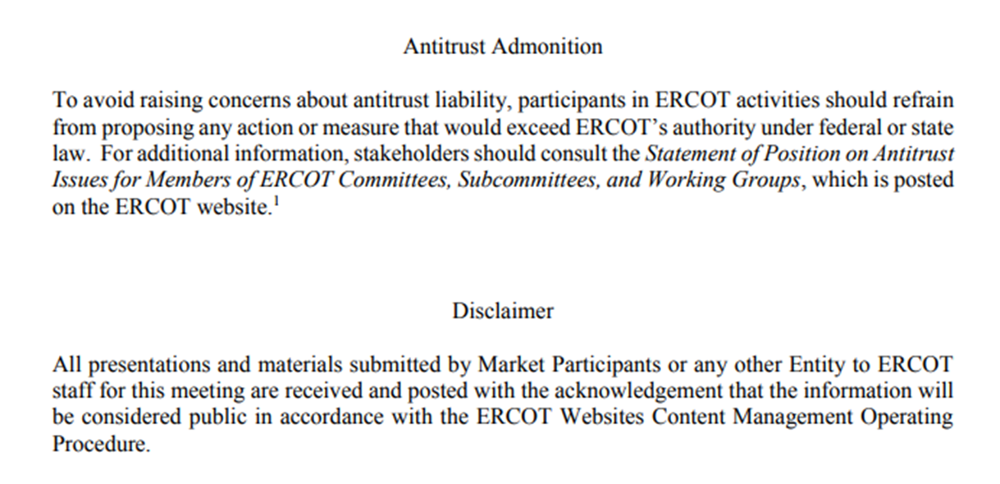 Antitrust Admonition
To avoid raising concerns about antitrust liability, participants in ERCOT activities should refrain
from proposing any action or measure that would exceed ERCOT’s authority under federal or state
law.  For additional information, stakeholders should consult the Statement of Position on Antitrust
Issues for Members of ERCOT Committees, Subcommittees, and Working Groups, which is posted
on the ERCOT website.¹
Disclaimer
All presentations and materials submitted by Market Participants or any other Entity to ERCOT
staff for this meeting are received and posted with the acknowledgement that the information will
be considered public in accordance with the ERCOT Websites Content Management Operating
Procedure.